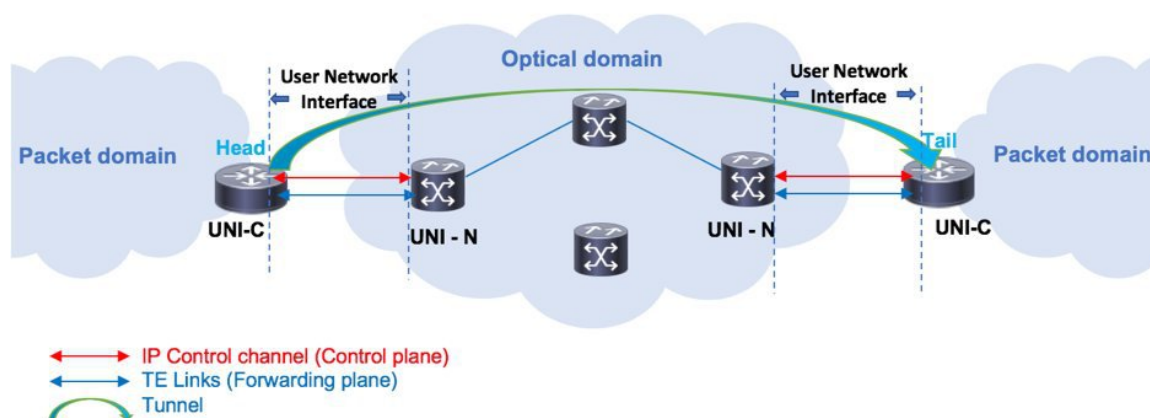 Optical domain
User Network
Interface
User Network
Interface
Packet domain
Head
Tail
Packet domain
UNI-C
UNI - N
UNI - N
UNI-C
IP Control channel (Control plane)
TE Links (Forwarding plane)
Tunnel